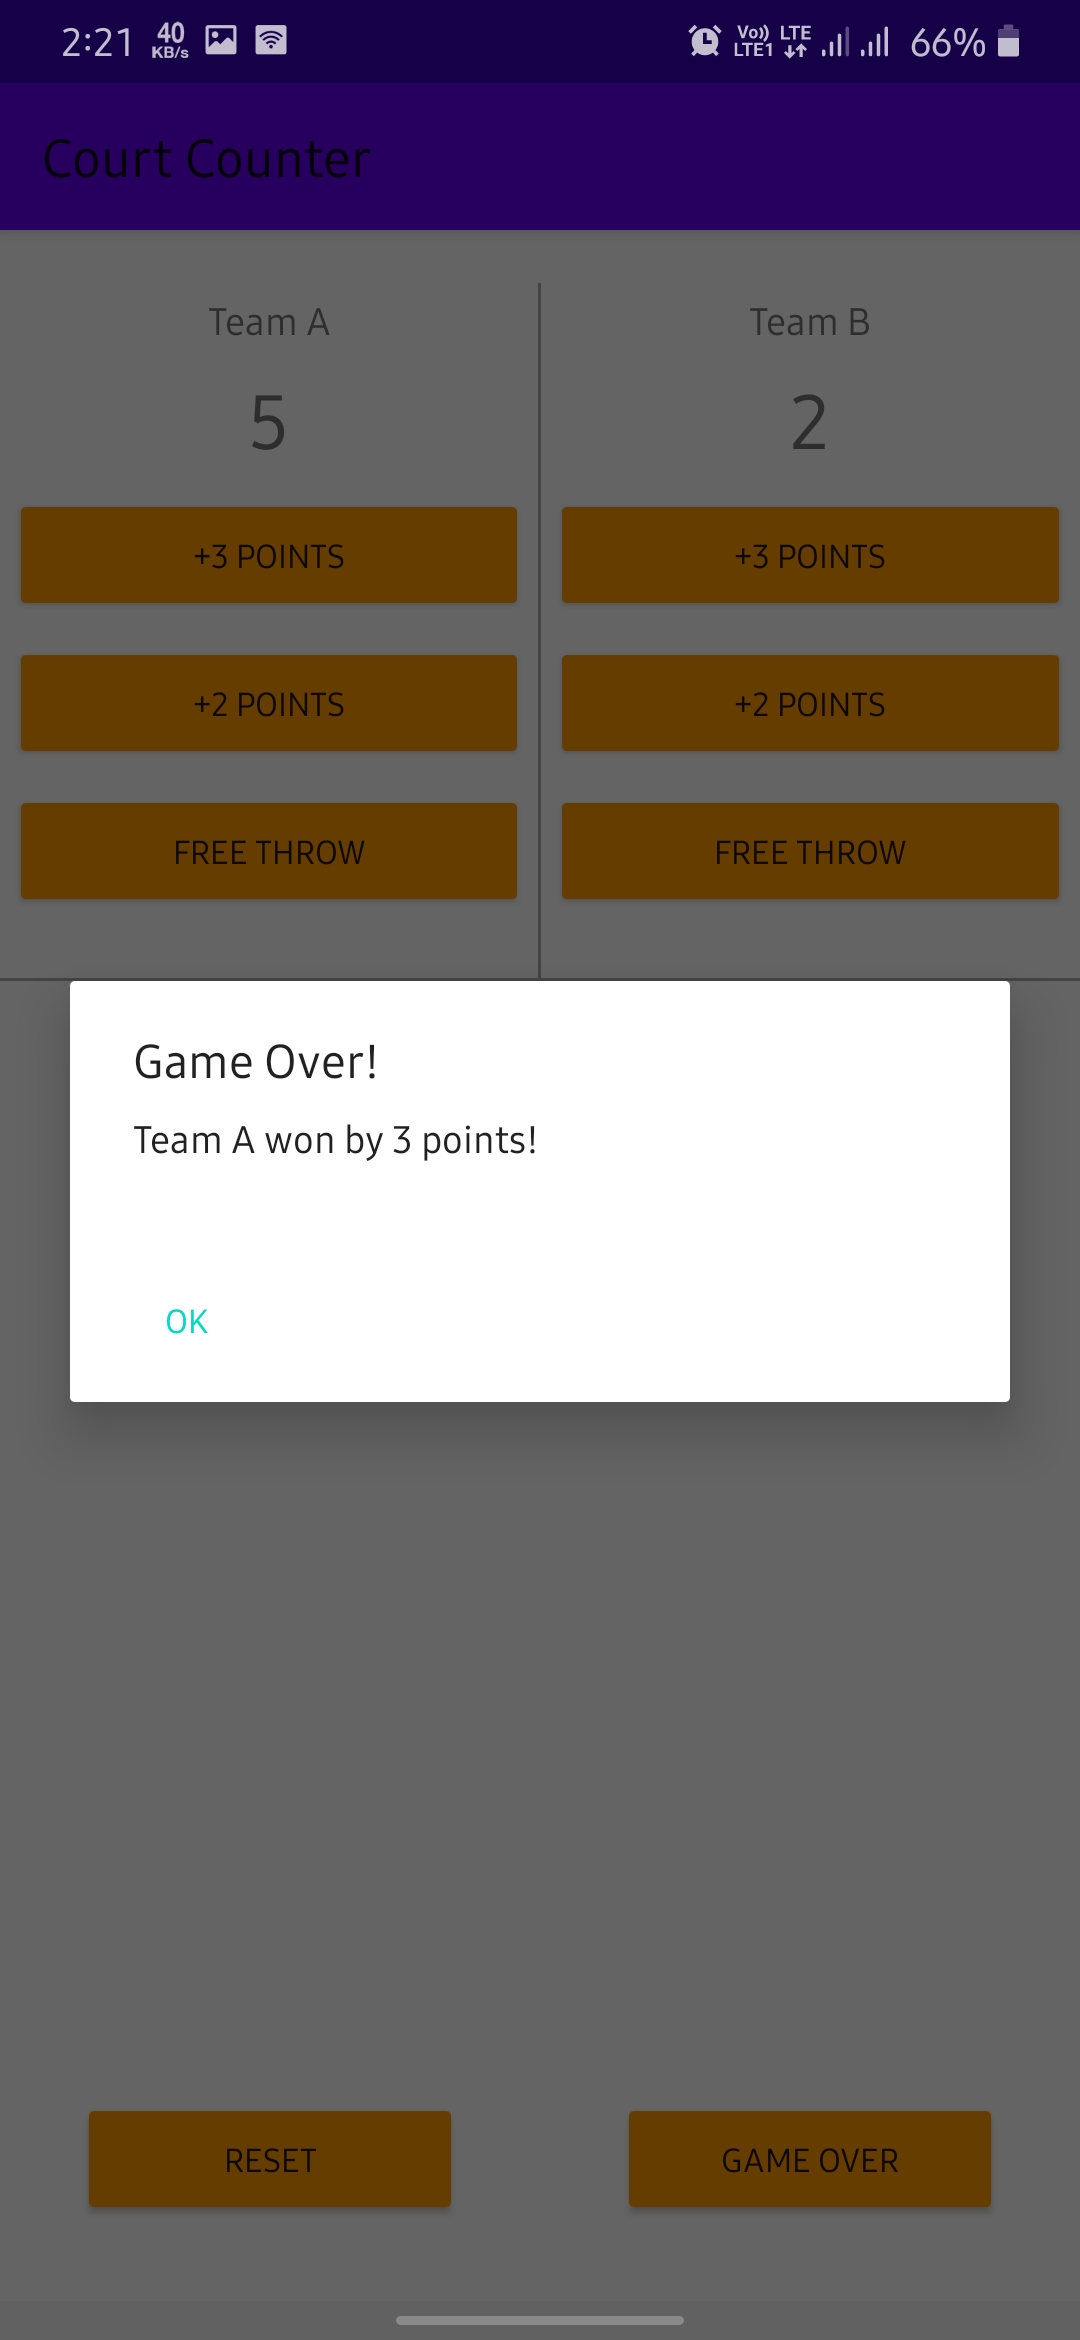 2:21 40 KB/s Vo)) LTE1 LTE 66%
Court Counter
Team A Team B
5 2
+3 POINTS +3 POINTS
+2 POINTS +2 POINTS
FREE THROW FREE THROW
Game Over!
Team A won by 3 points!
OK
RESET GAME OVER